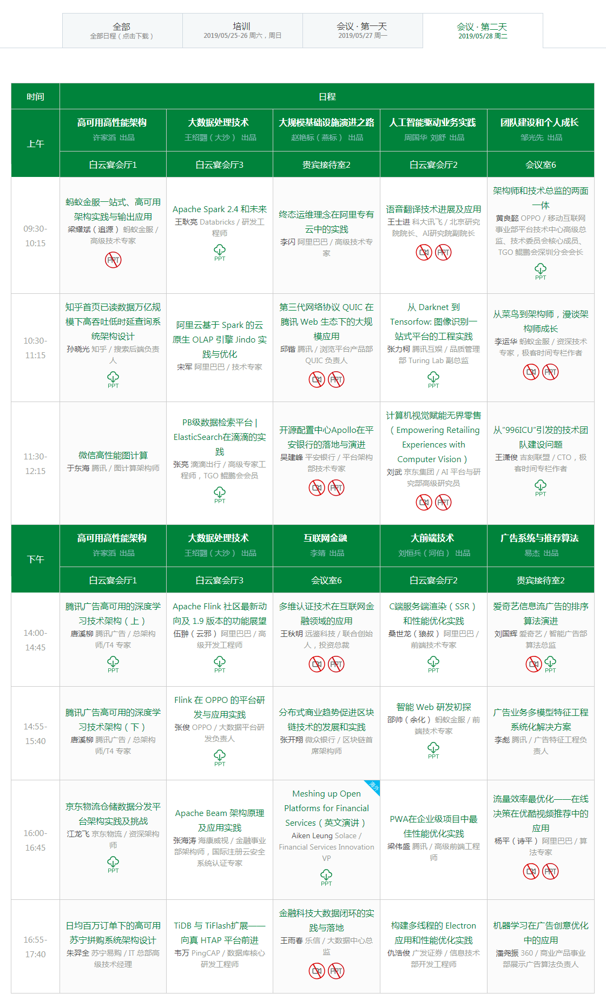 全部
全部日程（点击下载）
培训
2019/05/25-26 周六，周日
会议 · 第一天
2019/05/27 周一
会议 · 第二天
2019/05/28 周二
时间
日程
上午
高可用高性能架构
许家滔 出品
大数据处理技术
王绍翾（大沙） 出品
大规模基础设施演进之路
赵艳标（燕标） 出品
人工智能驱动业务实践
周国华 刘舒 出品
团队建设和个人成长
邹光先 出品
白云宴会厅1
白云宴会厅3
贵宾接待室2
白云宴会厅2
会议室6
09:30-
10:15
蚂蚁金服一站式、高可用
架构实践与输出应用
梁耀斌（追源） 蚂蚁金服 /
高级技术专家
PPT
Apache Spark 2.4 和未来
王耿亮 Databricks / 研发工
程师
PPT
终态运维理念在阿里专有
云中的实践
李闪 阿里巴巴 / 高级技术专
家
语音翻译技术进展及应用
王士进 科大讯飞 / 北京研究
院院长、AI研究院副院长
PPT
架构师和技术总监的两面
一体
黄良懿 OPPO / 移动互联网
事业部平台技术中心高级总
监、技术委员会核心成员、
TGO 鲲鹏会深圳分会会长
PPT
10:30-
11:15
知乎首页已读数据万亿规
模下高吞吐低时延查询系
统架构设计
孙晓光 知乎 / 搜索后端负责
人
PPT
阿里云基于 Spark 的云
原生 OLAP 引擎 Jindo 实
践与优化
宋军 阿里巴巴 / 技术专家
第三代网络协议 QUIC 在
腾讯 Web 生态下的大规
模应用
邱锴 腾讯 / 浏览平台产品部
QUIC 负责人
PPT
从 Darknet 到
Tensorfow: 图像识别一
站式平台的工程实践
张力柯 腾讯互娱 / 品质管理
部 Turing Lab 副总监
PPT
从菜鸟到架构师，漫谈架
构师成长
李运华 蚂蚁金服 / 资深技术
专家，极客时间专栏作者
PPT
11:30-
12:15
微信高性能图计算
于东海 腾讯 / 图计算架构师
PB级数据检索平台 |
ElasticSearch在滴滴的实
践
张亮 滴滴出行 / 高级专家工
程师，TGO 鲲鹏会会员
PPT
开源配置中心Apollo在平
安银行的落地与演进
吴建峰 平安银行 / 平台架构
部技术专家
PPT
计算机视觉赋能无界零售
（Empowering Retailing
Experiences with
Computer Vision）
刘武 京东集团 / AI 平台与研
究部高级研究员
PPT
从“996ICU”引发的技术团
队建设问题
王潇俊 吉刻联盟 / CTO，极
客时间专栏作者
PPT
下午
高可用高性能架构
许家滔 出品
大数据处理技术
王绍翾（大沙） 出品
互联网金融
李靖 出品
大前端技术
刘恒兵（河伯） 出品
广告系统与推荐算法
易杰 出品
白云宴会厅1
白云宴会厅3
会议室6
白云宴会厅2
贵宾接待室2
14:00-
14:45
腾讯广告高可用的深度学
习技术架构（上）
唐溪柳 腾讯广告 / 总架构
师/T4 专家
PPT
Apache Flink 社区最新动
向及 1.9 版本的功能展望
伍翀（云邪） 阿里巴巴 / 高
级开发工程师
PPT
多维认证技术在互联网金
融领域的应用
王秋明 远鉴科技 / 联合创始
人，投资总裁
PPT
C端服务端渲染（SSR）
和性能优化实践
桑世龙（狼叔） 阿里巴巴 /
前端技术专家
PPT
爱奇艺信息流广告的排序
算法演进
刘国辉 爱奇艺 / 智能广告部
算法总监
PPT
14:55-
15:40
腾讯广告高可用的深度学
习技术架构（下）
唐溪柳 腾讯广告 / 总架构
师/T4 专家
Flink 在 OPPO 的平台研
发与应用实践
张俊 OPPO / 大数据平台研
发负责人
PPT
分布式商业趋势促进区块
链技术的发展和实践
张开翔 微众银行 / 区块链首
席架构师
智能 Web 研发初探
邵帅（余化） 蚂蚁金服 / 前
端技术专家
PPT
广告业务多模型特征工程
系统化解决方案
李彪 腾讯 / 广告特征工程负
责人
16:00-
16:45
京东物流仓储数据分发平
台架构实践及挑战
江龙飞 京东物流 / 资深架构
师
PPT
Apache Beam 架构原理
及应用实践
张海涛 海康威视 / 金融事业
部架构师，国际注册云安全
系统认证专家
海外
Meshing up Open
Platforms for Financial
Services（英文演讲）
Aiken Leung Solace /
Financial Services Innovation
VP
PPT
PWA在企业级项目中最
佳性能优化实践
梁伟盛 腾讯 / 高级前端工程
师
流量效率最优化——在线
决策在优酷视频推荐中的
应用
杨平（诗平） 阿里巴巴 / 算
法专家
PPT
16:55-
17:40
日均百万订单下的高可用
苏宁拼购系统架构设计
朱羿全 苏宁易购 / IT 总部高
级技术经理
TiDB 与 TiFlash扩展——
向真 HTAP 平台前进
韦万 PingCAP / 数据库核心
研发工程师
金融科技大数据闭环的实
践与落地
王雨春 乐信 / 大数据中心总
监
PPT
构建多线程的 Electron
应用和性能优化实践
仇浩俊 广发证券 / 信息技术
部开发工程师
机器学习在广告创意优化
中的应用
潘尧振 360 / 商业产品事业
部展示广告算法负责人